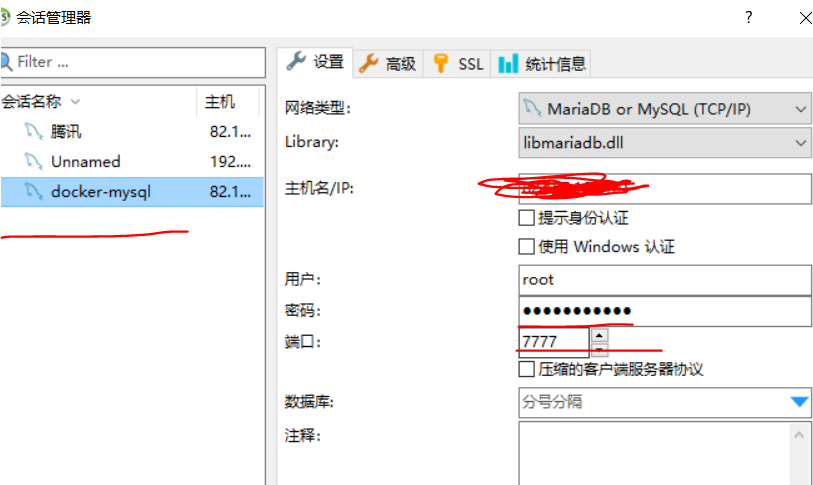 会话管理器
?
Filter ...
会话名称
主机
腾讯
82.1...
Unnamed
192....
docker-mysql
82.1...
设置
高级
SSL
统计信息
网络类型:
MariaDB or MySQL (TCP/IP)
Library:
libmariadb.dll
主机名/IP:
提示身份认证
使用 Windows 认证
用户:
root
密码:
●●●●●●●●●●●
端口:
7777
压缩的客户端服务器协议
数据库:
分号分隔
注释: